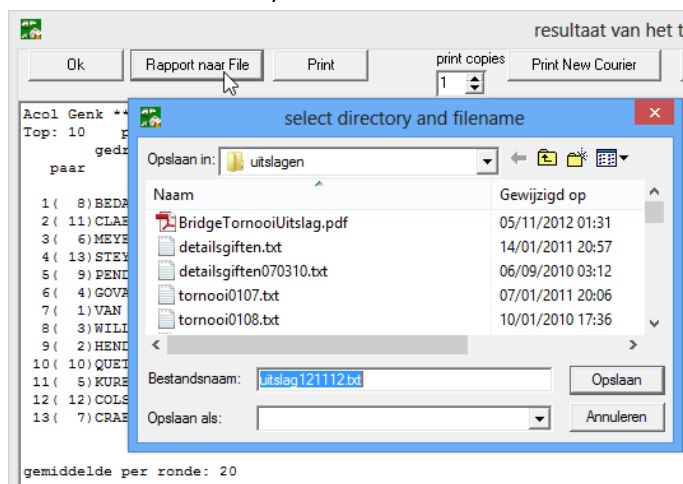 resultaat van het t
Ok Rapport naar File Print print copies 1 Print New Courier
Acol Genk **
Top: 10 p
gedr
paar
1( 8)BEDA
2( 11)CLAE
3( 6)MEYE
4( 13)STEY
5( 9)PEND
6( 4)GOVA
7( 1)VAN
8( 3)WILL
9( 2)HEND
10( 10)QUET
11( 5)KURE
12( 12)COLS
13( 7)CRAE
gemiddelde per ronde: 20
select directory and filename
Opslaan in: uitslagen
Naam Gewijzigd op
BridgeTornooiUitslag.pdf 05/11/2012 01:31
detailsgiften.txt 14/01/2011 20:57
detailsgiften070310.txt 06/09/2010 03:12
tornooi0107.txt 07/01/2011 20:06
tornooi0108.txt 10/01/2010 17:36
Bestandsnaam: uitslag121112.txt Opslaan
Opslaan als: Annuleren